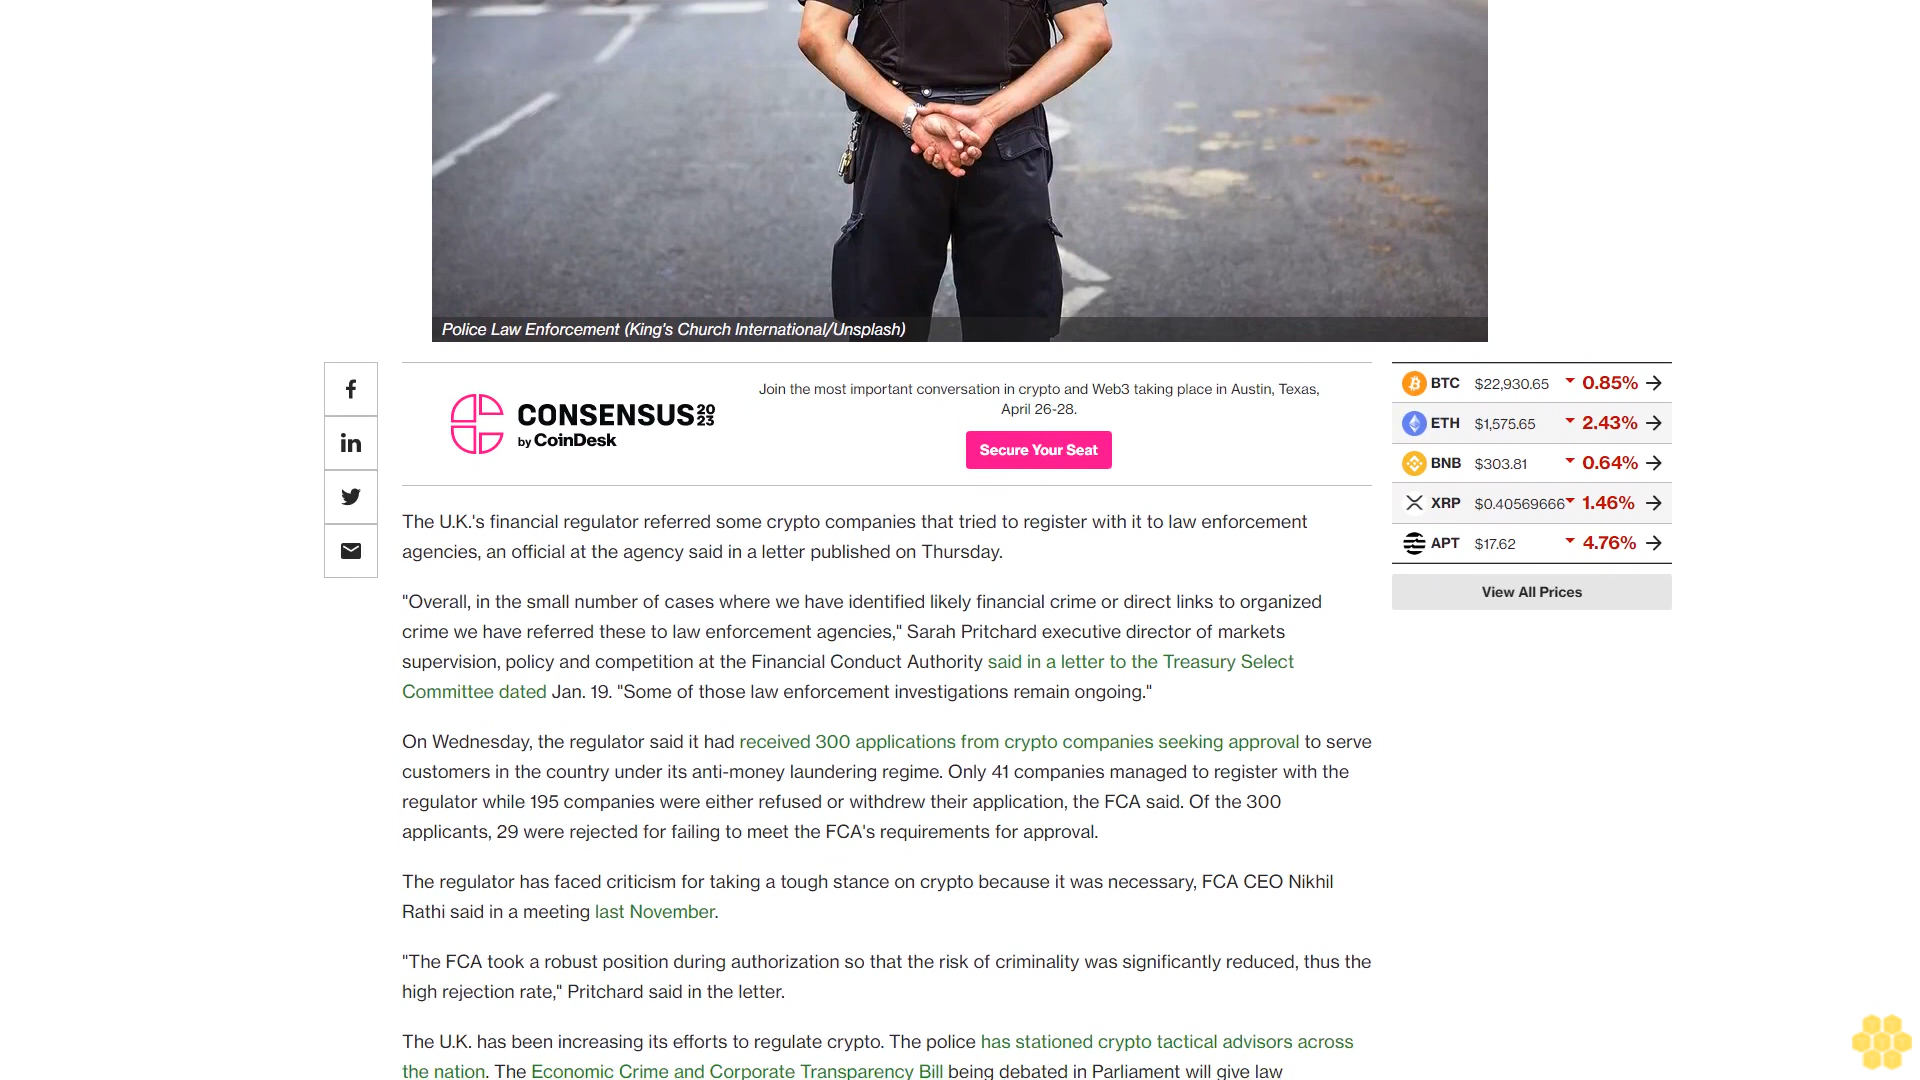 Police Law Enforcement (King's Church International/Unsplash)
CONSENSUS 2023
by CoinDesk
Join the most important conversation in crypto and Web3 taking place in Austin, Texas,
April 26-28.
Secure Your Seat
BTC $22,930.65 0.85%
ETH $1,575.65 2.43%
BNB $303.81 0.64%
XRP $0.40569666 1.46%
APT $17.62 4.76%
View All Prices
The U.K.'s financial regulator referred some crypto companies that tried to register with it to law enforcement
agencies, an official at the agency said in a letter published on Thursday.
"Overall, in the small number of cases where we have identified likely financial crime or direct links to organized
crime we have referred these to law enforcement agencies," Sarah Pritchard executive director of markets
supervision, policy and competition at the Financial Conduct Authority said in a letter to the Treasury Select
Committee dated Jan. 19. "Some of those law enforcement investigations remain ongoing."
On Wednesday, the regulator said it had received 300 applications from crypto companies seeking approval to serve
customers in the country under its anti-money laundering regime. Only 41 companies managed to register with the
regulator while 195 companies were either refused or withdrew their application, the FCA said. Of the 300
applicants, 29 were rejected for failing to meet the FCA's requirements for approval.
The regulator has faced criticism for taking a tough stance on crypto because it was necessary, FCA CEO Nikhil
Rathi said in a meeting last November.
"The FCA took a robust position during authorization so that the risk of criminality was significantly reduced, thus the
high rejection rate," Pritchard said in the letter.
The U.K. has been increasing its efforts to regulate crypto. The police has stationed crypto tactical advisors across
the nation. The Economic Crime and Corporate Transparency Bill being debated in Parliament will give law